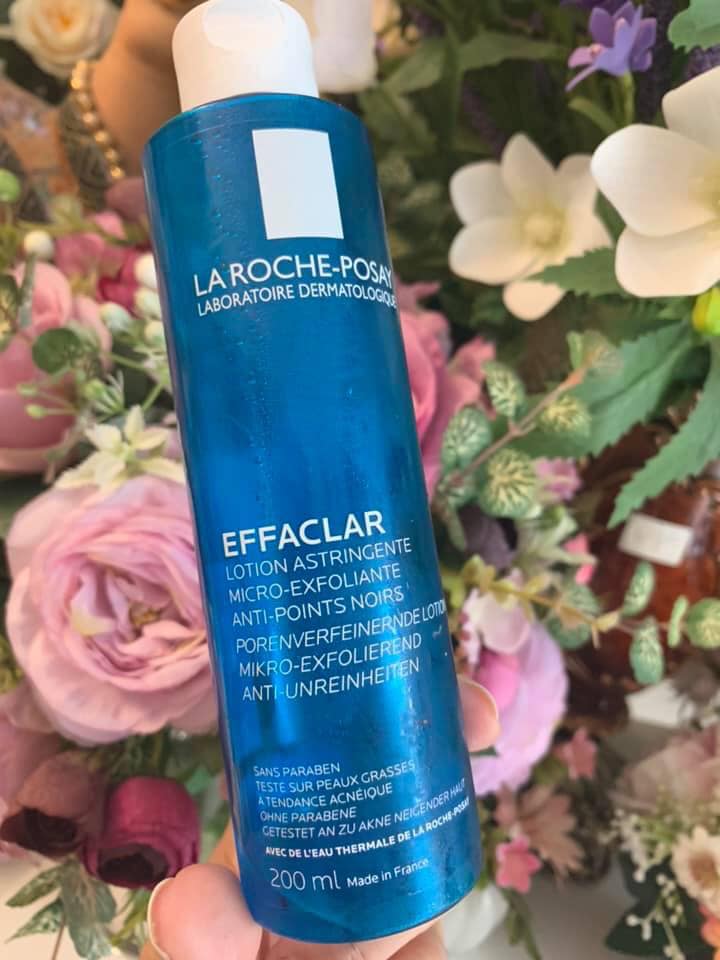 LA ROCHE-POSAY
LABORATOIRE DERMATOLOGIQUE
EFFACLAR
LOTION ASTRINGENTE
MICRO-EXFOLIANTE
ANTI-POINTS NOIRS
PORENVERFEINERNDE LOTION
MIKRO-EXFOLIEREND
ANTI-UNREINHEITEN
SANS PARABEN
TESTE SUR PEAUX GRASSES
A TENDANCE ACNÉIQUE
OHNE PARABENE
GETESTET AN ZU AKNE NEIGENDER HAUT
AVEC DE L'EAU THERMALE DE LA ROCHE-POSAY
200 ml Made in France